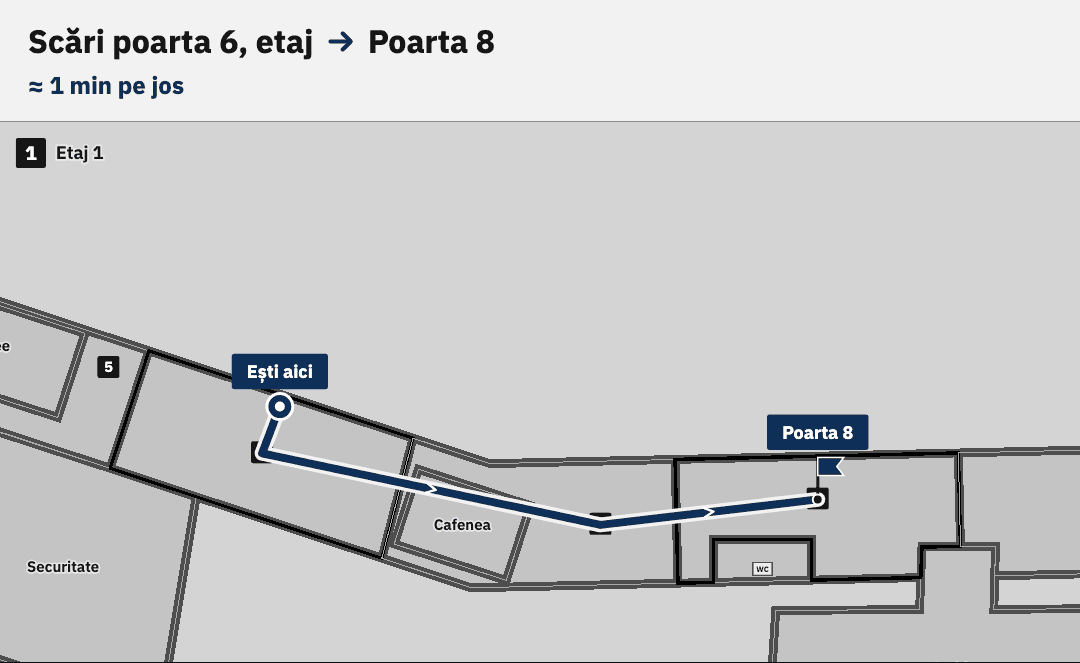 Scări poarta 6, etaj → Poarta 8
≈ 1 min pe jos
1 Etaj 1
5
Ești aici
Poarta 8
Cafenea
Securitate
WC